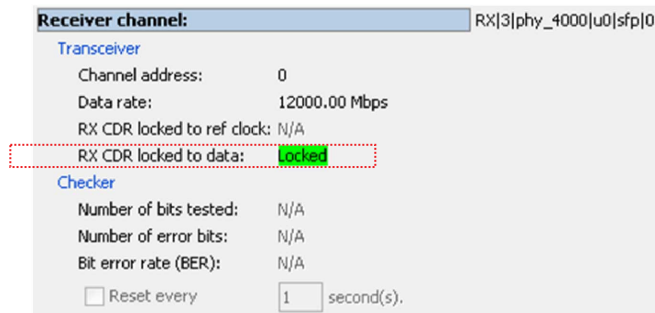 Receiver channel: RX|3|phy_4000|u0|sfp|0
Transceiver
Channel address: 0
Data rate: 12000.00 Mbps
RX CDR locked to ref clock: N/A
RX CDR locked to data: Locked
Checker
Number of bits tested: N/A
Number of error bits: N/A
Bit error rate (BER): N/A
Reset every 1 second(s).